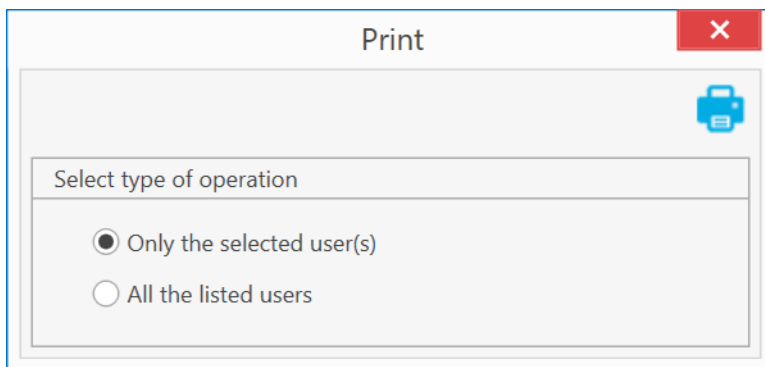 Print
Select type of operation
Only the selected user(s)
All the listed users